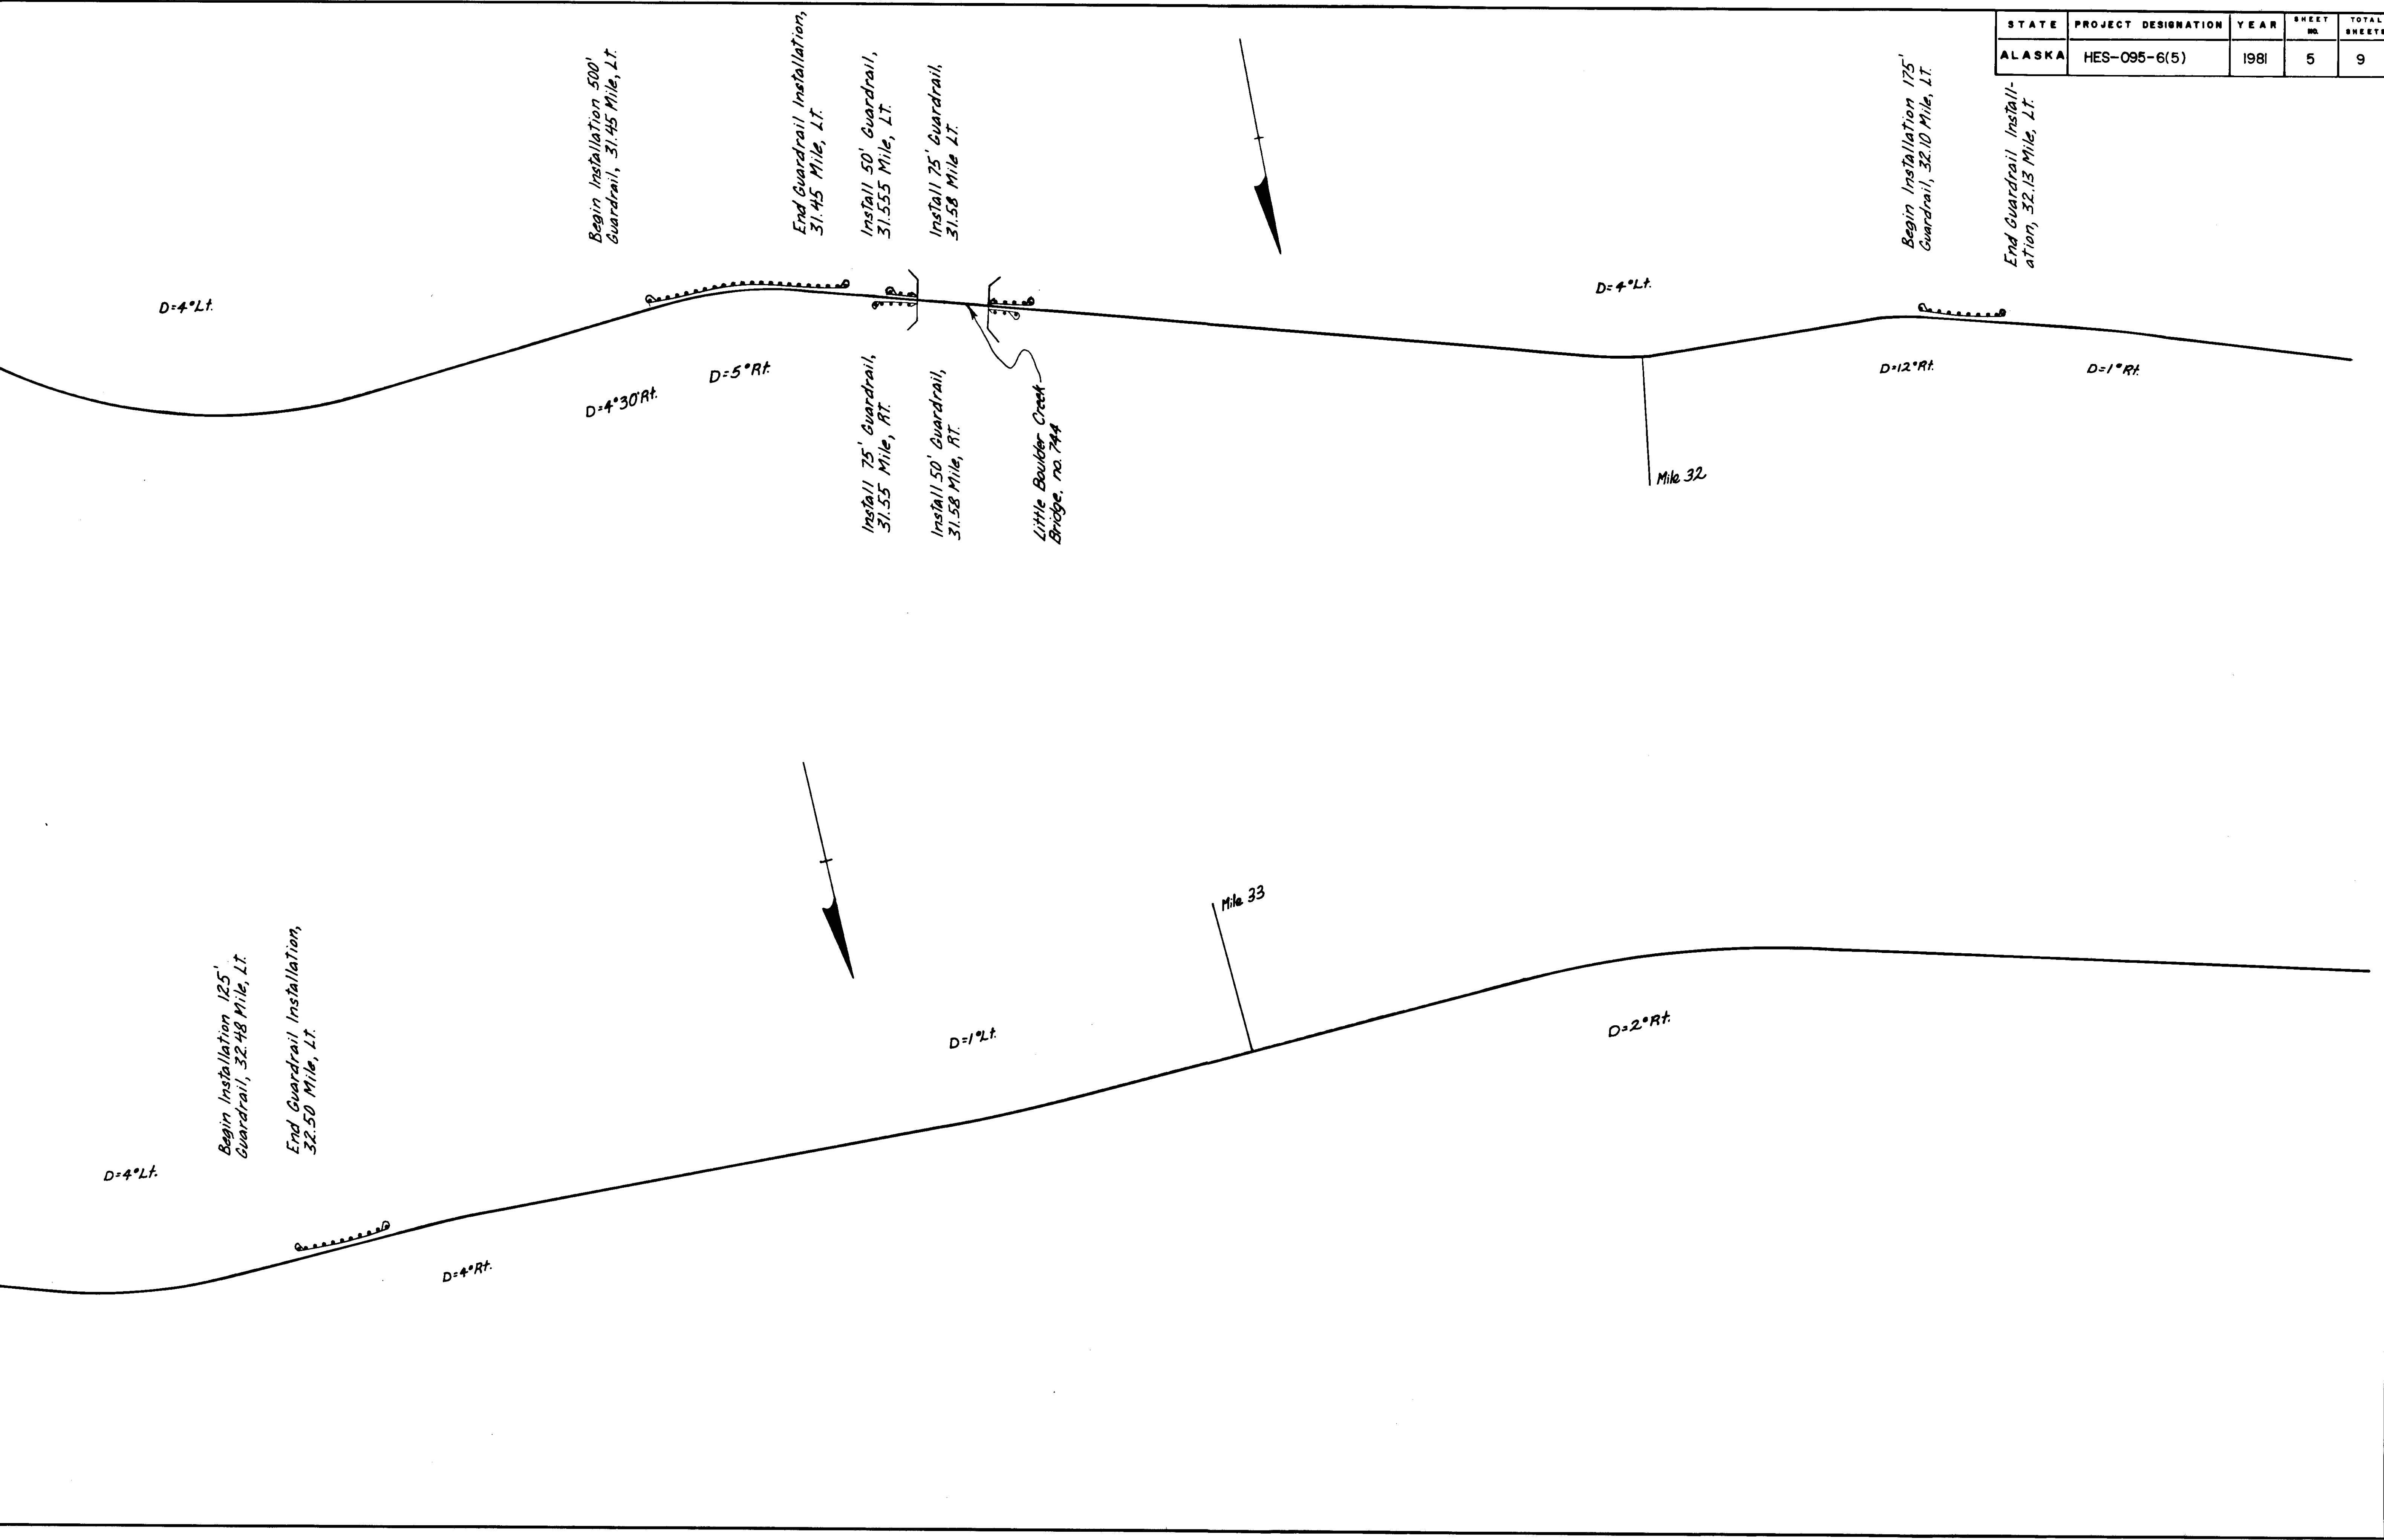 STATE PROJECT DESIGNATION YEAR SHEET NO. TOTAL SHEETS
ALASKA HES-095-6(5) 1981 5 9
Begin Installation 500'
Guardrail, 31.45 Mile, Lt.
End Guardrail Installation,
31.45 Mile, LT.
Install 50' Guardrail,
31.555 Mile, LT.
Install 75' Guardrail,
31.58 Mile LT.
Begin Installation 175'
Guardrail, 32.10 Mile, LT.
End Guardrail Install-
ation, 32.13 Mile, LT.
D=4°Lt.
D=4°30'Rt.
D=5°Rt.
D=4°Lt.
D=12°Rt.
D=1°Rt.
Install 75' Guardrail,
31.55 Mile, RT.
Install 50' Guardrail,
31.58 Mile, RT.
Little Boulder Creek
Bridge, no. 744
Mile 32
Begin Installation 125'
Guardrail, 32.48 Mile, LT.
End Guardrail Installation,
32.50 Mile, LT.
Mile 33
D=4°Lt.
D=4°Rt.
D=1°Lt.
D=2°Rt.